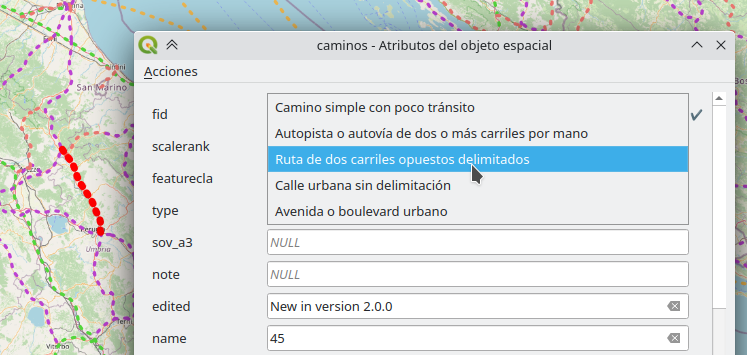 caminos - Atributos del objeto espacial
Acciones
fid
Camino simple con poco tránsito
Autopista o autovía de dos o más carriles por mano
scalerank
Ruta de dos carriles opuestos delimitados
featurecla
Calle urbana sin delimitación
type
Avenida o boulevard urbano
sov_a3
NULL
note
NULL
edited
New in version 2.0.0
name
45
San Marino
Umbria
Viterbo